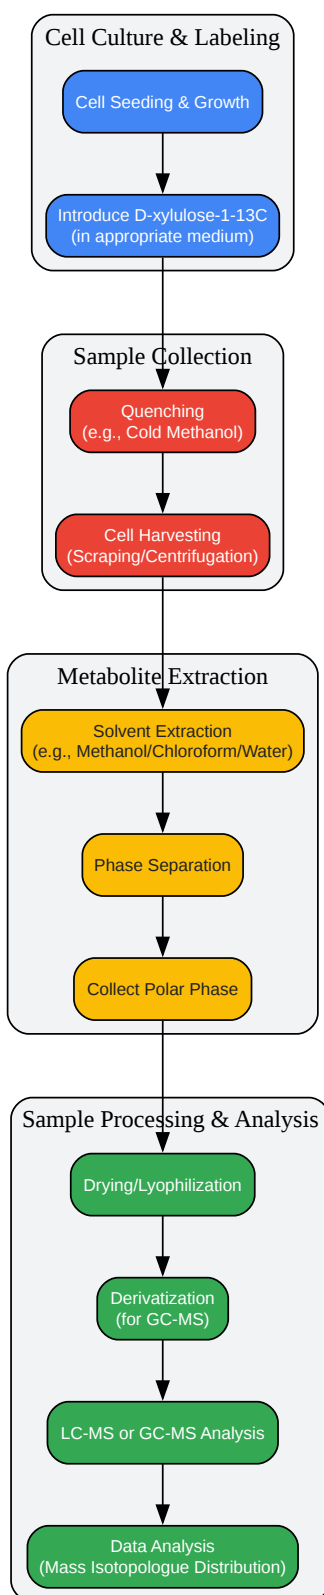 Cell Culture & Labeling
Cell Seeding & Growth
Introduce D-xylulose-1-13C
(in appropriate medium)
Sample Collection
Quenching
(e.g., Cold Methanol)
Cell Harvesting
(Scraping/Centrifugation)
Metabolite Extraction
Solvent Extraction
(e.g., Methanol/Chloroform/Water)
Phase Separation
Collect Polar Phase
Sample Processing & Analysis
Drying/Lyophilization
Derivatization
(for GC-MS)
LC-MS or GC-MS Analysis
Data Analysis
(Mass Isotopologue Distribution)